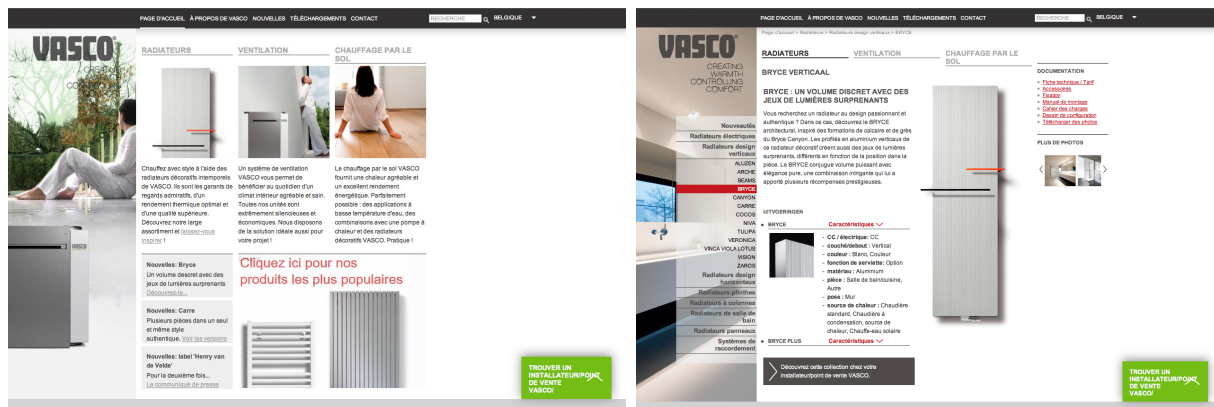 PAGE D'ACCUEIL À PROPOS DE VASCO NOUVELLES TÉLÉCHARGEMENTS CONTACT
RECHERCHE
BELGIQUE
VASCO
CREATING
RADIATEURS
VENTILATION
CHAUFFAGE PAR LE
SOL
Chauffez avec style à l'aide des
radiateurs décoratifs intemporels
de VASCO. Ils sont les garants de
regards admiratifs, d'un
rendement thermique optimal et
d'une qualité supérieure.
Découvrez notre large
assortiment et laissez-vous
inspirer !
Un système de ventilation
VASCO vous permet de
bénéficier au quotidien d'un
climat intérieur agréable et sain.
Toutes nos unités sont
extrêmement silencieuses et
économiques. Nous disposons
de la solution idéale aussi pour
votre projet !
Le chauffage par le sol VASCO
fournit une chaleur agréable et
un excellent rendement
énergétique. Parfaitement
possible : des applications à
basse température d'eau, des
combinaisons avec une pompe à
chaleur et des radiateurs
décoratifs VASCO. Pratique !
Nouvelles: Bryce
Un volume discret avec des
jeux de lumières surprenants
Découvrez-le...
Nouvelles: Carre
Plusieurs pièces dans un seul
et même style
authentique. Voir les versions
Nouvelles: label 'Henry van
de Velde'
Pour la deuxième fois...
Le communiqué de presse
Cliquez ici pour nos
produits les plus populaires
VASCO
TROUVER UN
INSTALLATEUR/POINT
DE VENTE
VASCO/
PAGE D'ACCUEIL À PROPOS DE VASCO NOUVELLES TÉLÉCHARGEMENTS CONTACT
RECHERCHE
BELGIQUE
Page d'accueil > Radiateurs > Radiateurs design verticaux > BRYCE
VASCO
CREATING
WARMTH
CONTROLLING
COMFORT
Nouveautés
Radiateurs électriques
Radiateurs design
verticaux
ALUZEN
ARCHE
BEAMS
BRYCE
CANYON
CARRE
COCOS
NIVA
TULIPA
VERONICA
VINCA VIOLA LOTUS
VISION
ZAROS
Radiateurs design
horizontaux
Radiateurs plinthes
Radiateurs à colonnes
Radiateurs de salle de
bain
Radiateurs panneaux
Systèmes de
raccordement
RADIATEURS
VENTILATION
CHAUFFAGE PAR LE
SOL
BRYCE VERTICAAL
BRYCE : UN VOLUME DISCRET AVEC DES
JEUX DE LUMIÈRES SURPRENANTS
Vous recherchez un radiateur au design passionnant et
authentique ? Dans ce cas, découvrez le BRYCE
architectural, inspiré des formations de calcaire et de grès
du Bryce Canyon. Les profilés en aluminium verticaux de
ce radiateur décoratif créent aussi des jeux de lumières
surprenants, différents en fonction de la position dans la
pièce. Le BRYCE conjugue volume puissant avec
élégance pure, une combinaison intrigante qui lui a
apporté plusieurs récompenses prestigieuses.
UITVOERINGEN
BRYCE
Caractéristiques
- CC / électrique: CC
- couché/debout : Vertical
- couleur : Blanc, Couleur
- fonction de serviette: Option
- matériau : Aluminium
- pièce : Salle de bain/cuisine,
Autre
- pose : Mur
- source de chaleur : Chaudière
standard, Chaudière à
condensation, source de
chaleur, Chauffe-eau solaire
BRYCE PLUS
Caractéristiques
Découvrez cette collection chez votre
installateur/point de vente VASCO.
DOCUMENTATION
Fiche technique / Tarif
Accessoires
Fixation
Manuel de montage
Cahier des charges
Dessin de configuration
Télécharger des photos
PLUS DE PHOTOS
TROUVER UN
INSTALLATEUR/POINT
DE VENTE
VASCO/